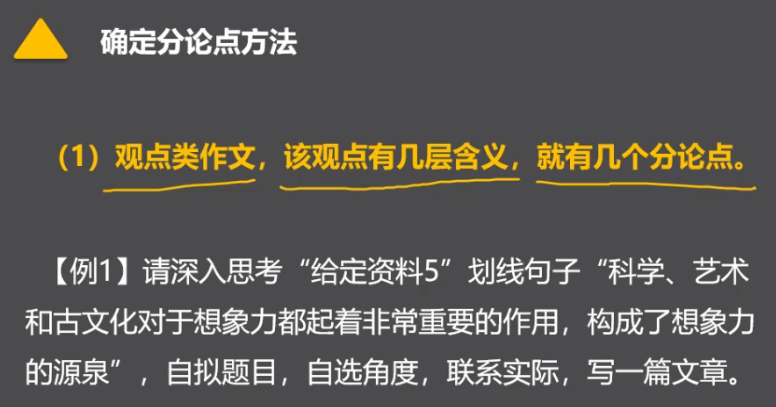 确定分论点方法
（1）观点类作文，该观点有几层含义，就有几个分论点。
【例1】请深入思考“给定资料5”划线句子“科学、艺术
和古文化对于想象力都起着非常重要的作用，构成了想象力
的源泉”，自拟题目，自选角度，联系实际，写一篇文章。